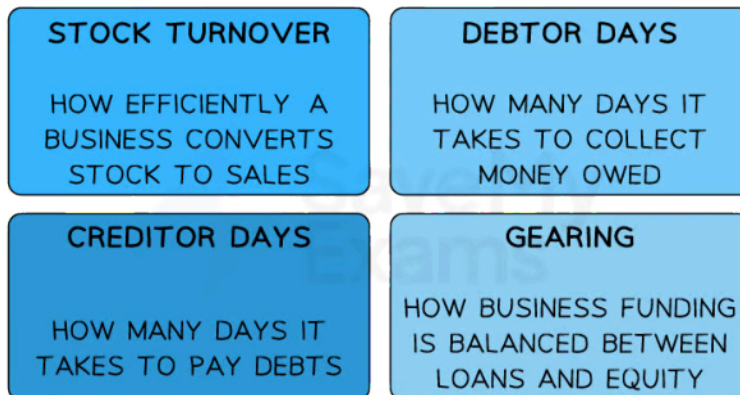 STOCK TURNOVER
HOW EFFICIENTLY A
BUSINESS CONVERTS
STOCK TO SALES
DEBTOR DAYS
HOW MANY DAYS IT
TAKES TO COLLECT
MONEY OWED
CREDITOR DAYS
HOW MANY DAYS IT
TAKES TO PAY DEBTS
GEARING
HOW BUSINESS FUNDING
IS BALANCED BETWEEN
LOANS AND EQUITY
SaveMy
Exams